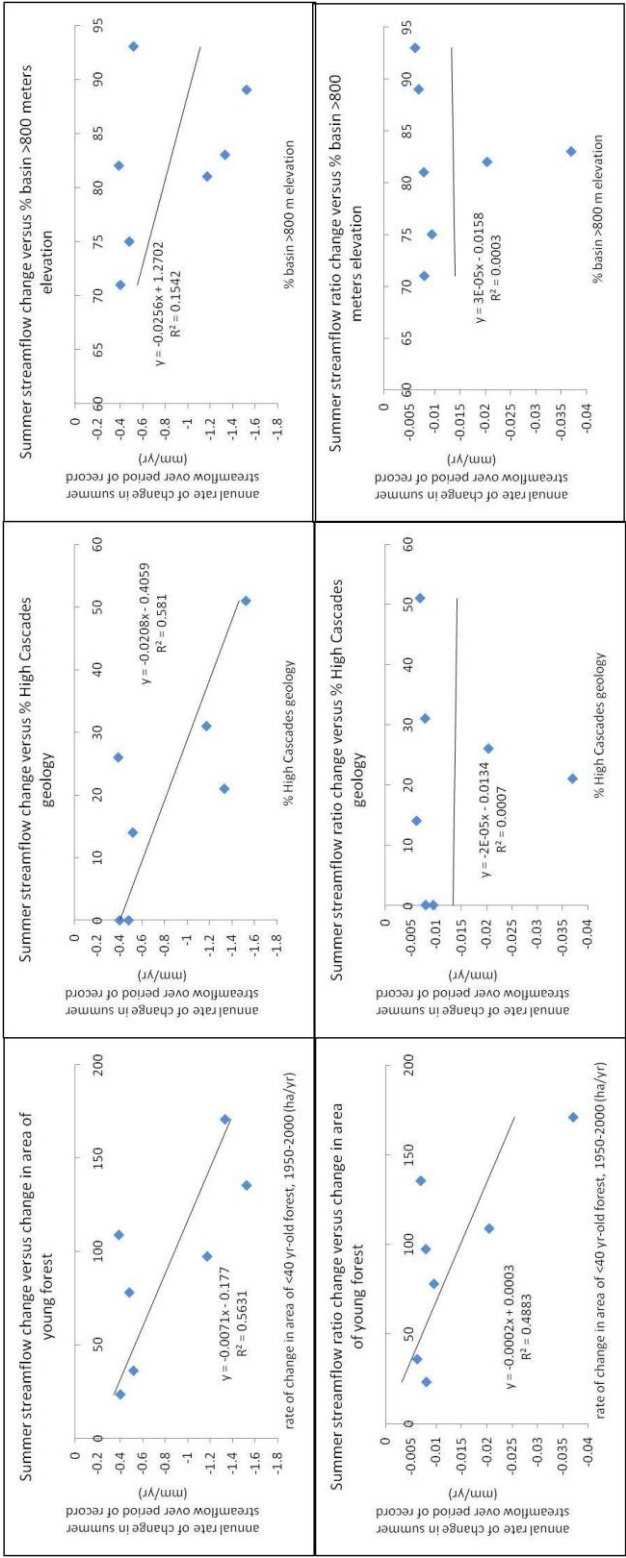 Summer streamflow change versus change in area of
young forest
annual rate of change in summer
streamflow over period of record
(mm/yr)
0 50 100 150 200
0
-0.2
-0.4
-0.6
-0.8
-1
-1.2
-1.4
-1.6
-1.8
y = -0.0071x - 0.177
R² = 0.5631
rate of change in area of <40 yr-old forest, 1950-2000 (ha/yr)
Summer streamflow change versus % High Cascades
geology
annual rate of change in summer
streamflow over period of record
(mm/yr)
0 10 20 30 40 50 60
0
-0.2
-0.4
-0.6
-0.8
-1
-1.2
-1.4
-1.6
-1.8
y = -0.0208x - 0.4059
R² = 0.581
% High Cascades geology
Summer streamflow change versus % basin >800 meters
elevation
annual rate of change in summer
streamflow over period of record
(mm/yr)
60 65 70 75 80 85 90 95
0
-0.2
-0.4
-0.6
-0.8
-1
-1.2
-1.4
-1.6
-1.8
y = -0.0256x + 1.2702
R² = 0.1542
% basin >800 m elevation
Summer streamflow ratio change versus change in area
of young forest
annual rate of change in summer
streamflow over period of record
(mm/yr)
0 50 100 150 200
0
-0.005
-0.01
-0.015
-0.02
-0.025
-0.03
-0.035
-0.04
y = -0.0002x + 0.0003
R² = 0.4883
rate of change in area of <40 yr-old forest, 1950-2000 (ha/yr)
Summer streamflow ratio change versus % High Cascades
geology
annual rate of change in summer
streamflow over period of record
(mm/yr)
0 10 20 30 40 50 60
0
-0.005
-0.01
-0.015
-0.02
-0.025
-0.03
-0.035
-0.04
y = -2E-05x - 0.0134
R² = 0.0007
% High Cascades geology
Summer streamflow ratio change versus % basin >800
meters elevation
annual rate of change in summer
streamflow over period of record
(mm/yr)
60 65 70 75 80 85 90 95
0
-0.005
-0.01
-0.015
-0.02
-0.025
-0.03
-0.035
-0.04
y = 3E-05x - 0.0158
R² = 0.0003
% basin >800 m elevation